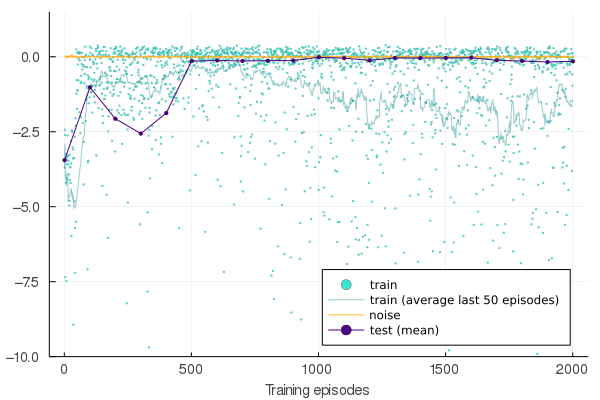 0.0
−2.5
−5.0
−7.5
−10.0
0
500
1000
1500
2000
Training episodes
train
train (average last 50 episodes)
noise
test (mean)